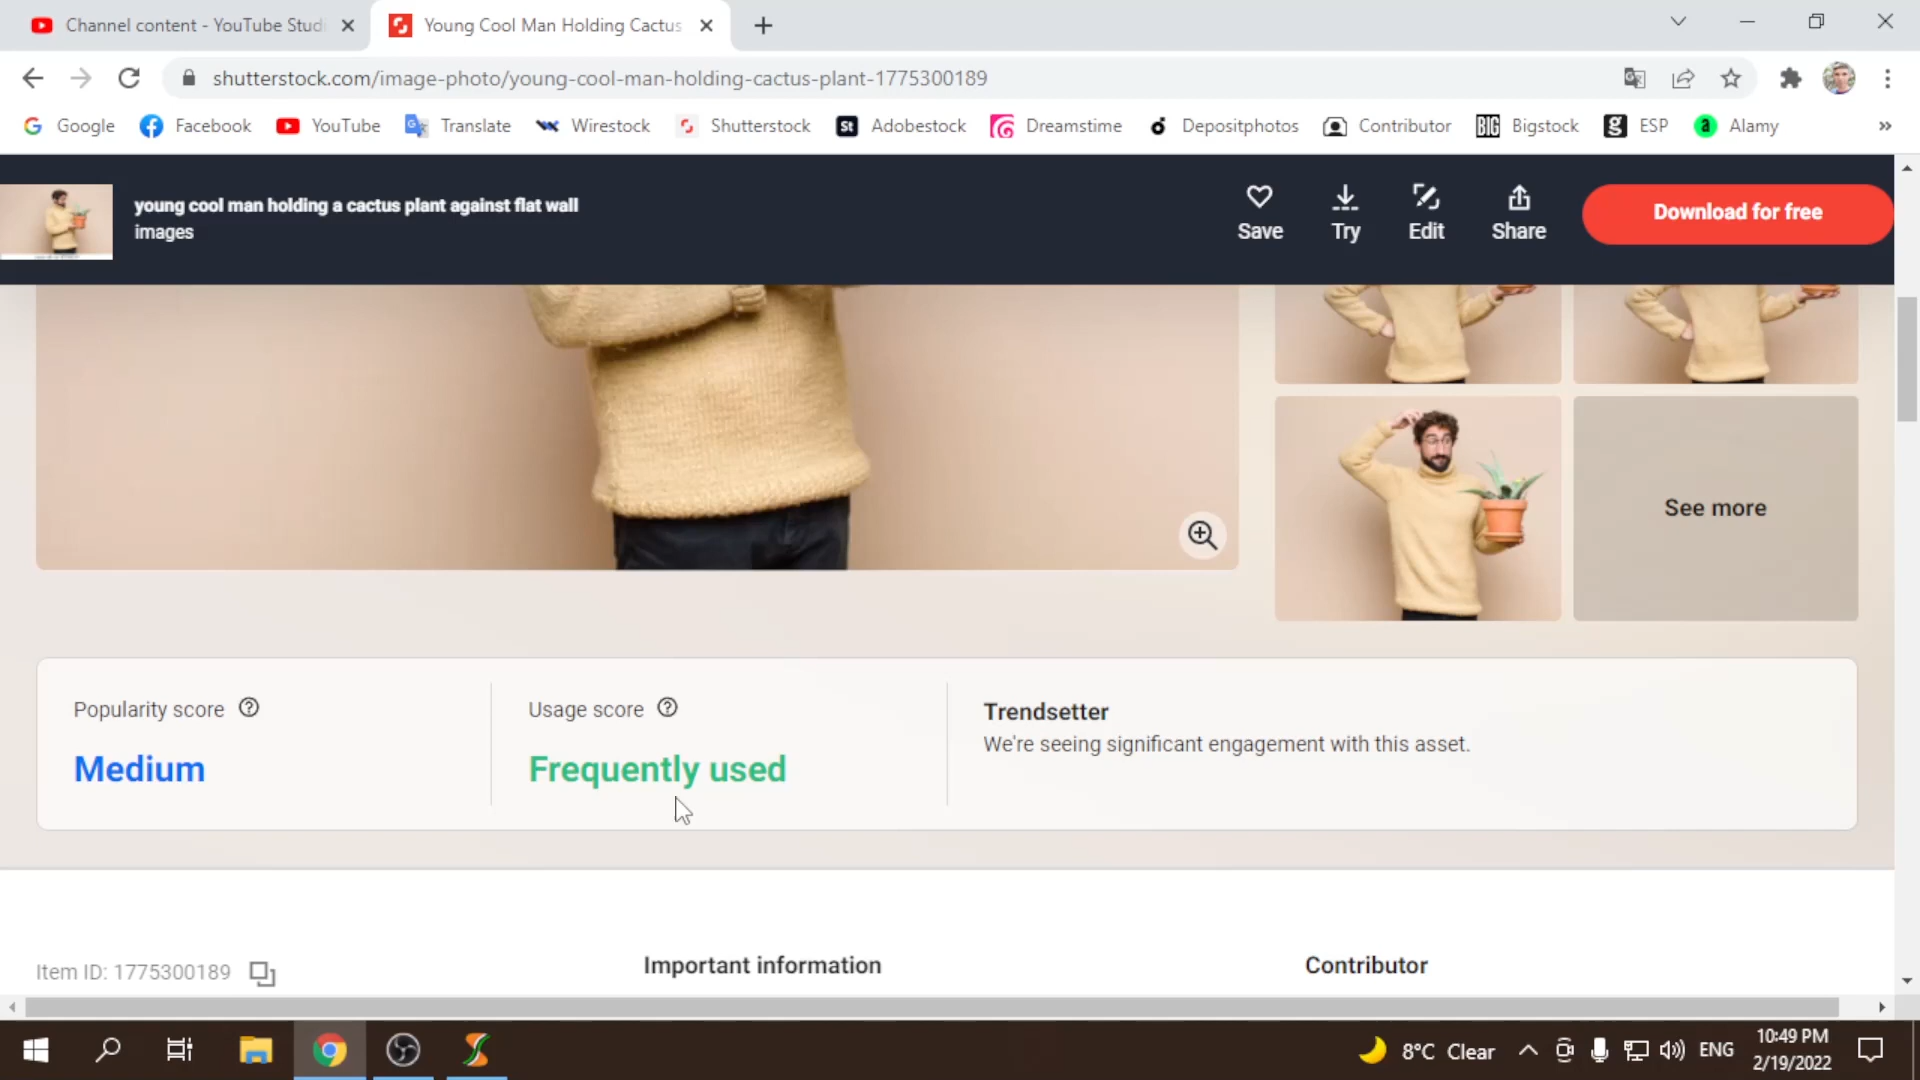 Channel content - YouTube Studi
Young Cool Man Holding Cactus
shutterstock.com/image-photo/young-cool-man-holding-cactus-plant-1775300189
Google Facebook YouTube Translate Wirestock Shutterstock St Adobestock Dreamstime Depositphotos Contributor BIG Bigstock ESP a Alamy »
young cool man holding a cactus plant against flat wall
images
Save Try Edit Share
Download for free
See more
Popularity score ?
Medium
Usage score ?
Frequently used
Trendsetter
We're seeing significant engagement with this asset.
Item ID: 1775300189
Important information
Contributor
8°C Clear
ENG
10:49 PM
2/19/2022